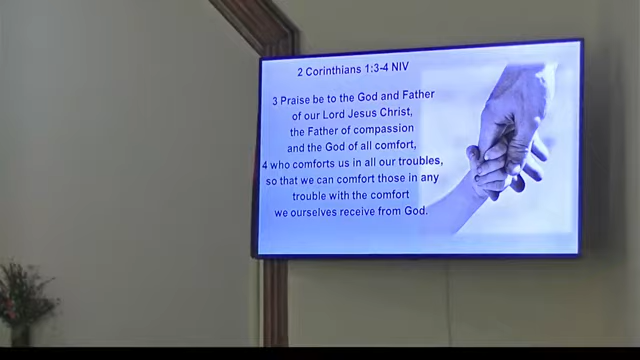 2 Corinthians 1:3-4 NIV
3 Praise be to the God and Father
of our Lord Jesus Christ,
the Father of compassion
and the God of all comfort,
4 who comforts us in all our troubles,
so that we can comfort those in any
trouble with the comfort
we ourselves receive from God.